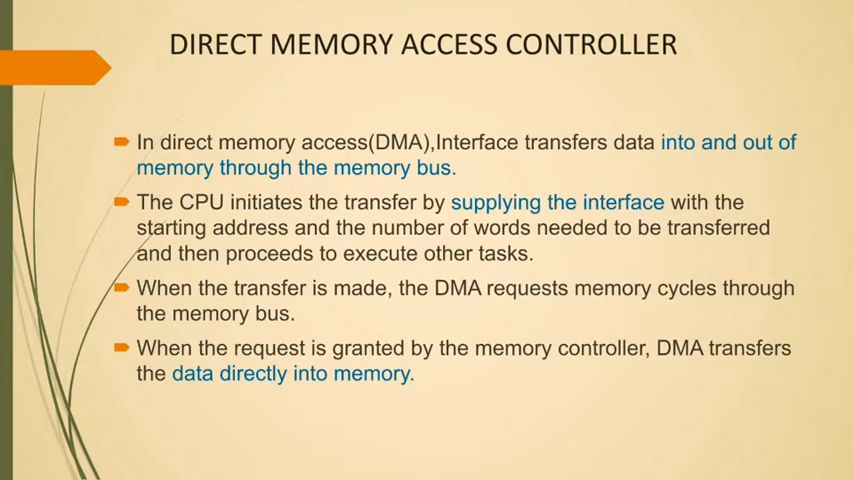 DIRECT MEMORY ACCESS CONTROLLER
In direct memory access(DMA),Interface transfers data into and out of
memory through the memory bus.
The CPU initiates the transfer by supplying the interface with the
starting address and the number of words needed to be transferred
and then proceeds to execute other tasks.
When the transfer is made, the DMA requests memory cycles through
the memory bus.
When the request is granted by the memory controller, DMA transfers
the data directly into memory.